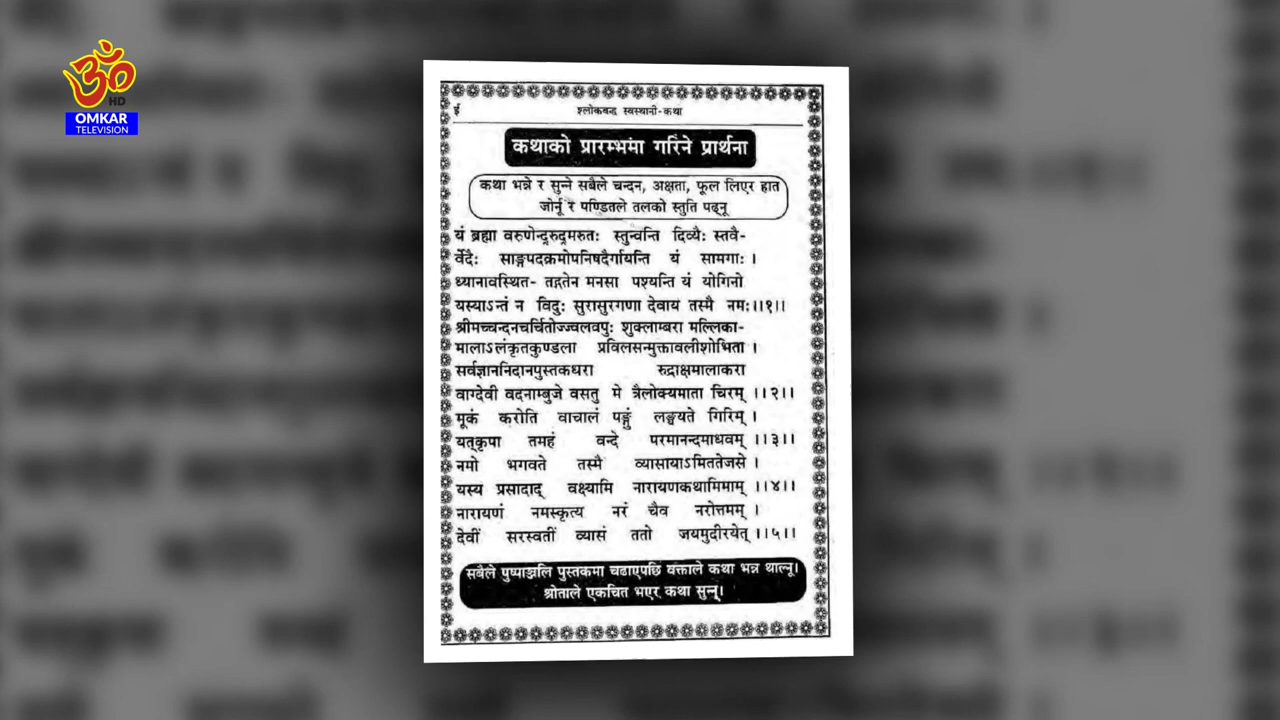 ॐ
HD
OMKAR
TELEVISION
ई
श्लोकबद्ध स्वस्थानी-कथा
कथाको प्रारम्भमा गरिने प्रार्थना
कथा भन्ने र सुन्ने सबैले चन्दन, अक्षता, फूल लिएर हात
जोर्नू र पण्डितले तलको स्तुति पढ्नू
यं ब्रह्मा वरुणेन्द्ररुद्रमरुतः स्तुन्वन्ति दिव्यैः स्तवै-
र्वेदैः साङ्गपदक्रमोपनिषदैर्गायन्ति यं सामगाः ।
ध्यानावस्थित- तद्गतेन मनसा पश्यन्ति यं योगिनो
यस्याऽन्तं न विदुः सुरासुरगणा देवाय तस्मै नमः।।१।।
श्रीमच्चन्दनचर्चितोज्ज्वलवपुः शुक्लाम्बरा मल्लिका-
मालाऽलंकृतकुण्डला प्रविलसन्मुक्तावलीशोभिता ।
सर्वज्ञाननिदानपुस्तकधरा रुद्राक्षमालाकरा
वाग्देवी वदनाम्बुजे वसतु मे त्रैलोक्यमाता चिरम् ।।२।।
मूकं करोति वाचालं पङ्गुं लङ्घयते गिरिम् ।
यत्कृपा तमहं वन्दे परमानन्दमाधवम् ।।३।।
नमो भगवते तस्मै व्यासायाऽमिततेजसे ।
यस्य प्रसादाद् वक्ष्यामि नारायणकथामिमाम् ।।४।।
नारायणं नमस्कृत्य नरं चैव नरोत्तमम् ।
देवीं सरस्वतीं व्यासं ततो जयमुदीरयेत् ।।५।।
सबैले पुष्पाञ्जलि पुस्तकमा चढाएपछि वक्ताले कथा भन्न थाल्नू।
श्रोताले एकचित भएर कथा सुन्नू।